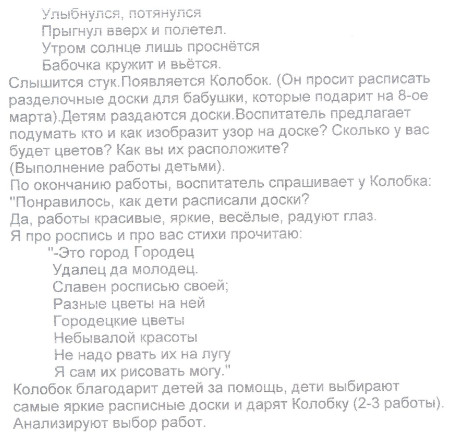 Улыбнулся, потянулся
Прыгнул вверх и полетел.
Утром солнце лишь проснётся
Бабочка кружит и вьётся.
Слышится стук.Появляется Колобок. (Он просит расписать
разделочные доски для бабушки, которые подарит на 8-ое
марта).Детям раздаются доски.Воспитатель предлагает
подумать кто и как изобразит узор на доске? Сколько у вас
будет цветов? Как вы их расположите?
(Выполнение работы детьми).
По окончанию работы, воспитатель спрашивает у Колобка:
"Понравилось, как дети расписали доски?
Да, работы красивые, яркие, весёлые, радуют глаз.
Я про роспись и про вас стихи прочитаю:
"-Это город Городец
Удалец да молодец.
Славен росписью своей;
Разные цветы на ней
Городецкие цветы
Небывалой красоты
Не надо рвать их на лугу
Я сам их рисовать могу."
Колобок благодарит детей за помощь, дети выбирают
самые яркие расписные доски и дарят Колобку (2-3 работы).
Анализируют выбор работ.